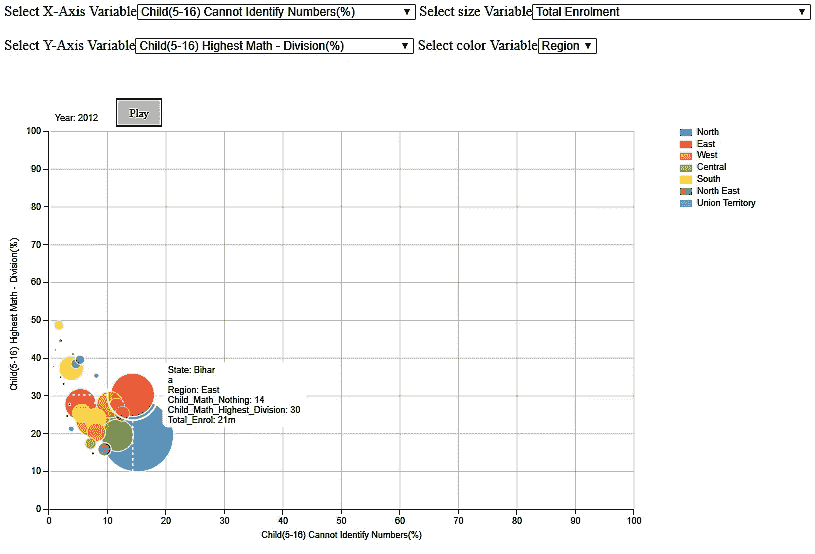 Select X-Axis Variable Child(5-16) Cannot Identify Numbers(%) ▼ Select size Variable Total Enrolment ▼
Select Y-Axis Variable Child(5-16) Highest Math - Division(%) ▼ Select color Variable Region ▼
Year: 2012
Play
100
90
80
70
60
50
40
30
20
10
0
Child(5-16) Highest Math - Division(%)
State: Bihar
a
Region: East
Child_Math_Nothing: 14
Child_Math_Highest_Division: 30
Total_Enrol: 21m
North
East
West
Central
South
North East
Union Territory
0 10 20 30 40 50 60 70 80 90 100
Child(5-16) Cannot Identify Numbers(%)